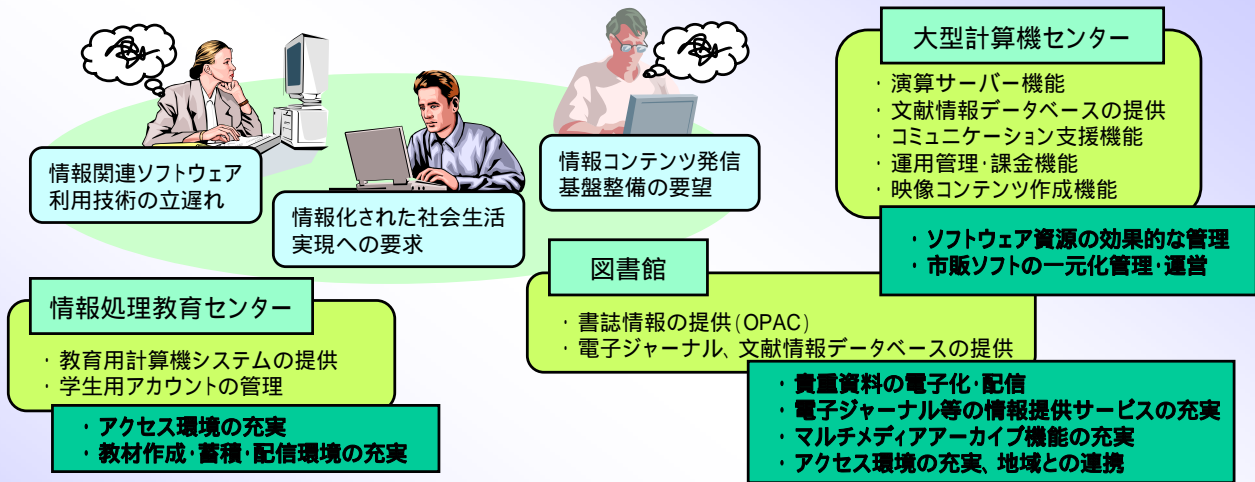 情報関連ソフトウェア
利用技術の立遅れ
情報化された社会生活
実現への要求
情報コンテンツ発信
基盤整備の要望
大型計算機センター
・演算サーバー機能
・文献情報データベースの提供
・コミュニケーション支援機能
・運用管理・課金機能
・映像コンテンツ作成機能
・ソフトウェア資源の効果的な管理
・市販ソフトの一元化管理・運営
図書館
・書誌情報の提供(OPAC)
・電子ジャーナル、文献情報データベースの提供
・貴重資料の電子化・配信
・電子ジャーナル等の情報提供サービスの充実
・マルチメディアアーカイブ機能の充実
・アクセス環境の充実、地域との連携
情報処理教育センター
・教育用計算機システムの提供
・学生用アカウントの管理
・アクセス環境の充実
・教材作成・蓄積・配信環境の充実